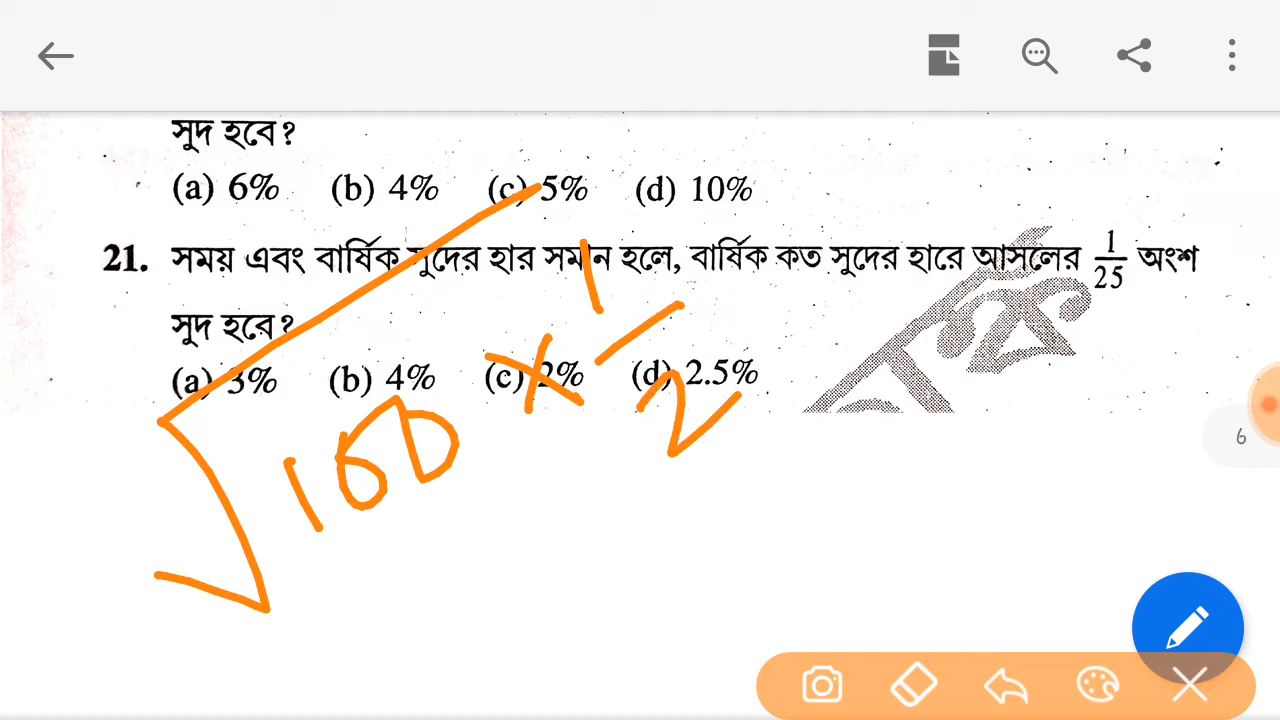 সুদ হবে?
(a) 6% (b) 4% (c) 5% (d) 10%
21. সময় এবং বার্ষিক সুদের হার সমান হলে, বার্ষিক কত সুদের হারে আসলের 1/25 অংশ
সুদ হবে?
(a) 3% (b) 4% (c) 2% (d) 2.5%
√100 × 1/2
6